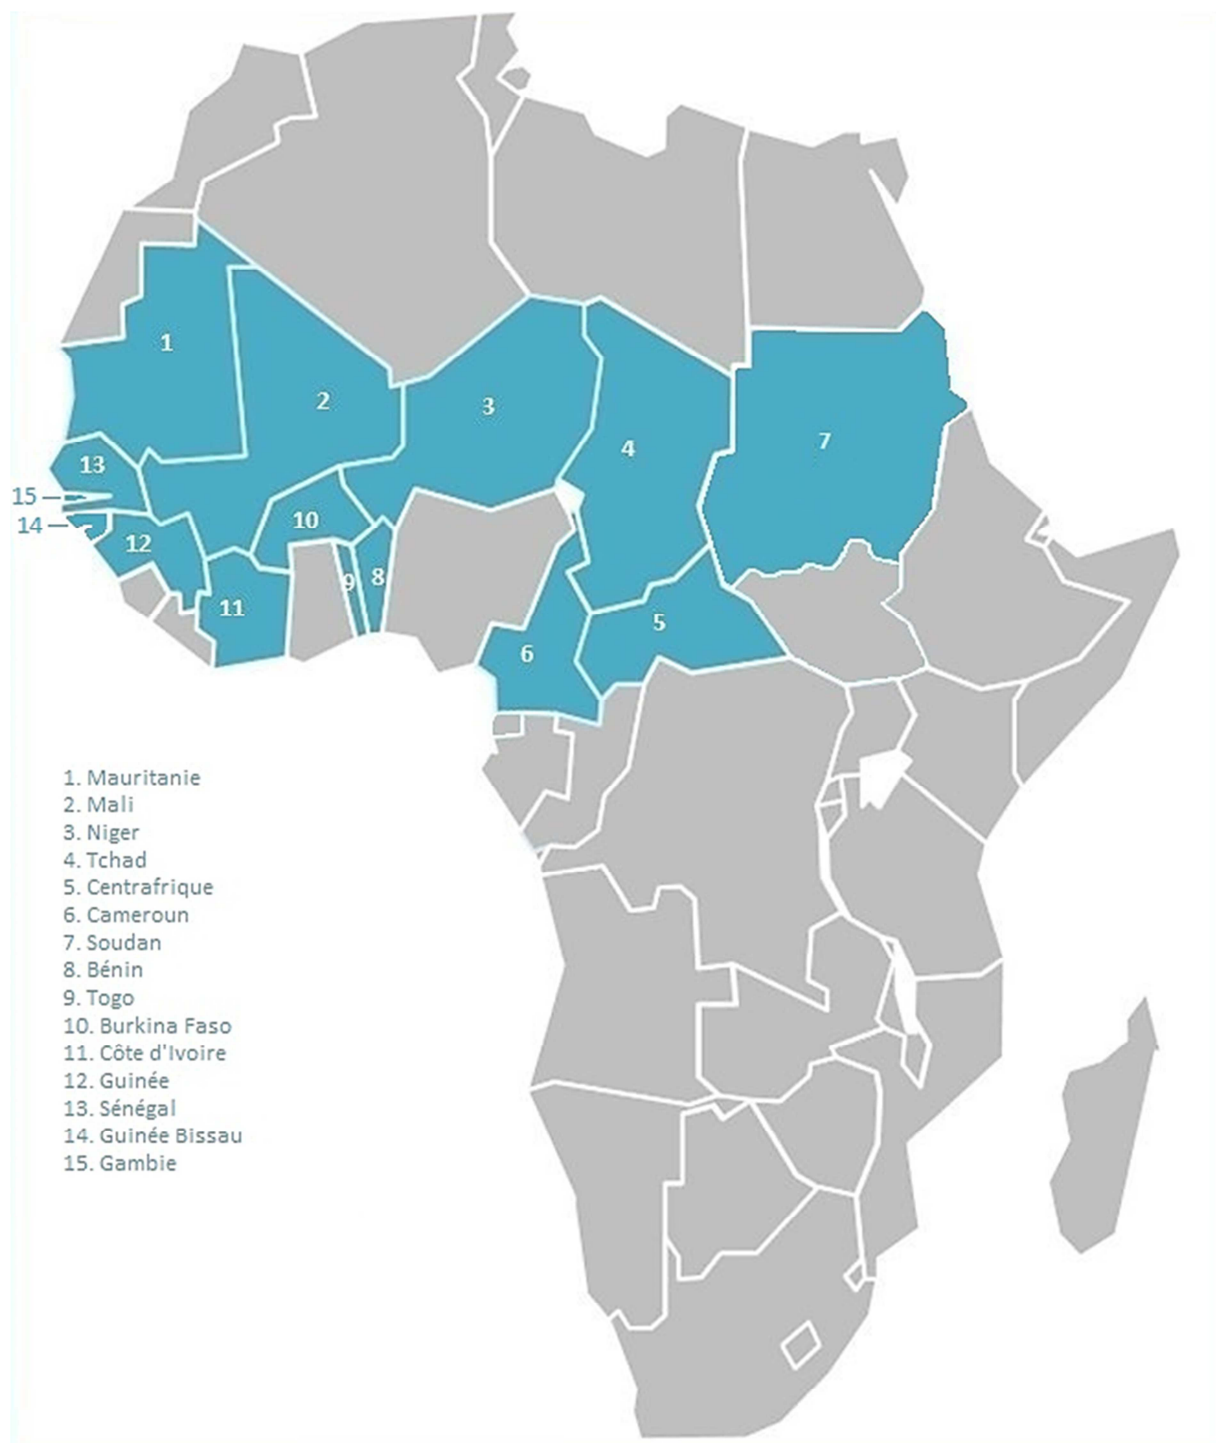 1
2
3
4
7
13
15
14
10
12
9
8
11
5
6
1. Mauritanie
2. Mali
3. Niger
4. Tchad
5. Centrafrique
6. Cameroun
7. Soudan
8. Bénin
9. Togo
10. Burkina Faso
11. Côte d'Ivoire
12. Guinée
13. Sénégal
14. Guinée Bissau
15. Gambie